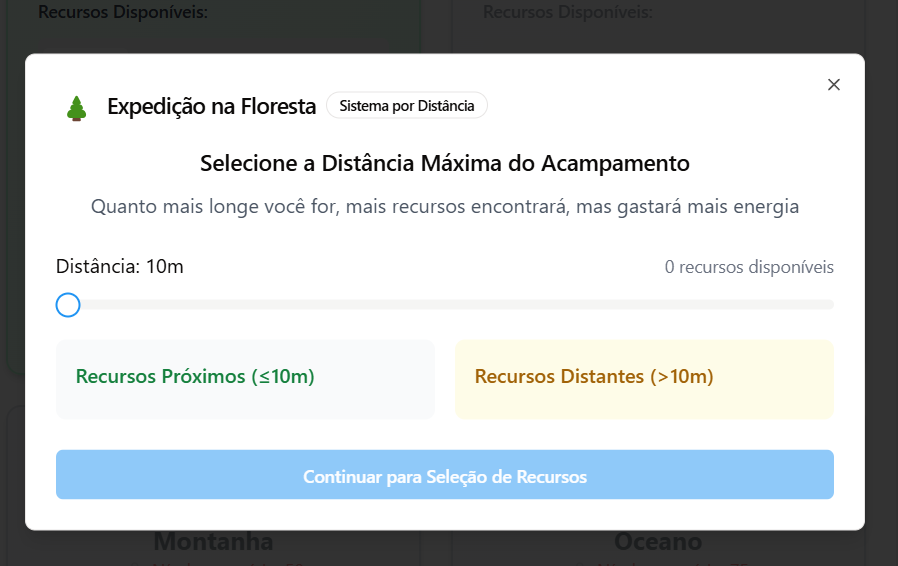 Recursos Disponíveis:
Recursos Disponíveis:
Expedição na Floresta
Sistema por Distância
Selecione a Distância Máxima do Acampamento
Quanto mais longe você for, mais recursos encontrará, mas gastará mais energia
Distância: 10m
0 recursos disponíveis
Recursos Próximos (≤10m)
Recursos Distantes (>10m)
Continuar para Seleção de Recursos
Montanha
Oceano